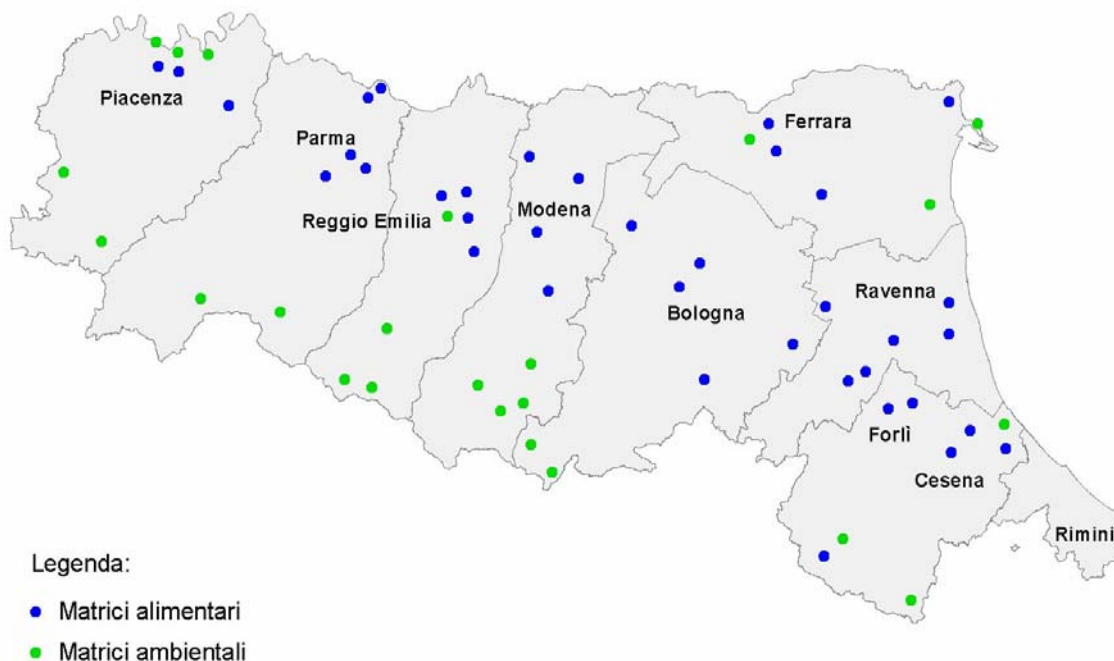 Piacenza
Parma
Ferrara
Reggio Emilia
Modena
Ravenna
Bologna
Forlì
Cesena
Rimini
Legenda:
Matrici alimentari
Matrici ambientali